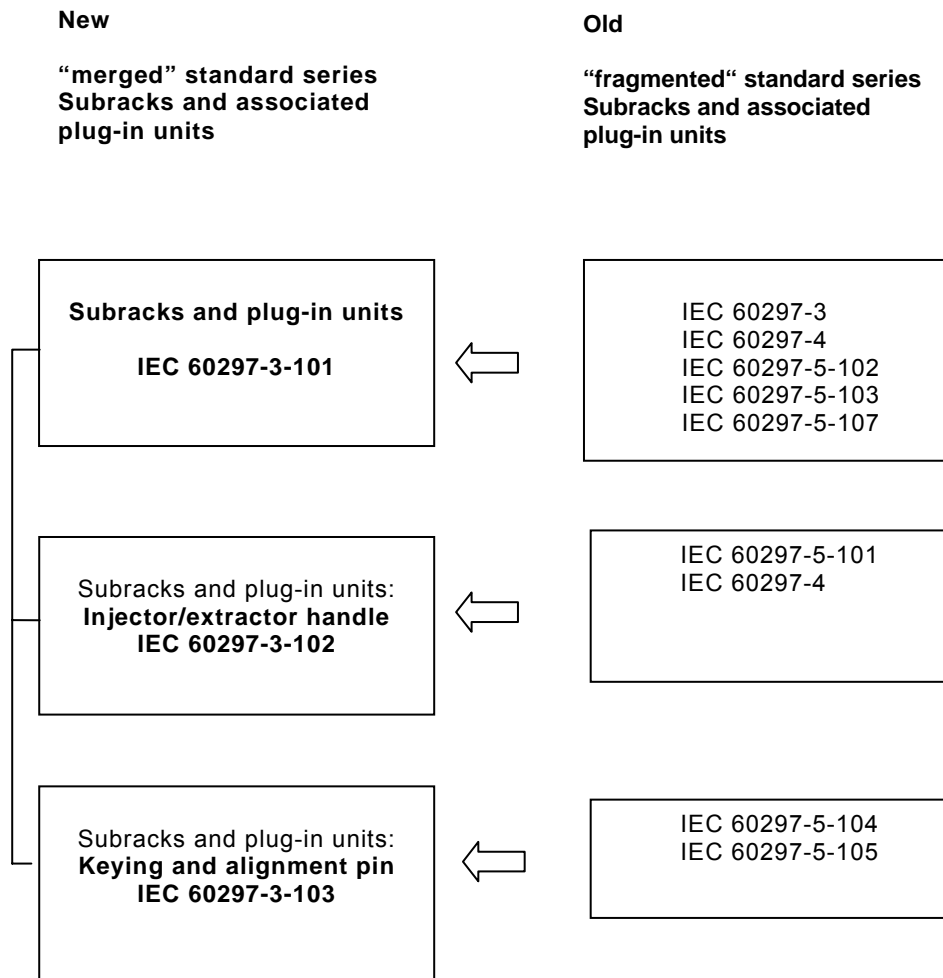 New
“merged” standard series
Subracks and associated
plug-in units
Old
“fragmented“ standard series
Subracks and associated
plug-in units
Subracks and plug-in units
IEC 60297-3-101
IEC 60297-3
IEC 60297-4
IEC 60297-5-102
IEC 60297-5-103
IEC 60297-5-107
Subracks and plug-in units:
Injector/extractor handle
IEC 60297-3-102
IEC 60297-5-101
IEC 60297-4
Subracks and plug-in units:
Keying and alignment pin
IEC 60297-3-103
IEC 60297-5-104
IEC 60297-5-105